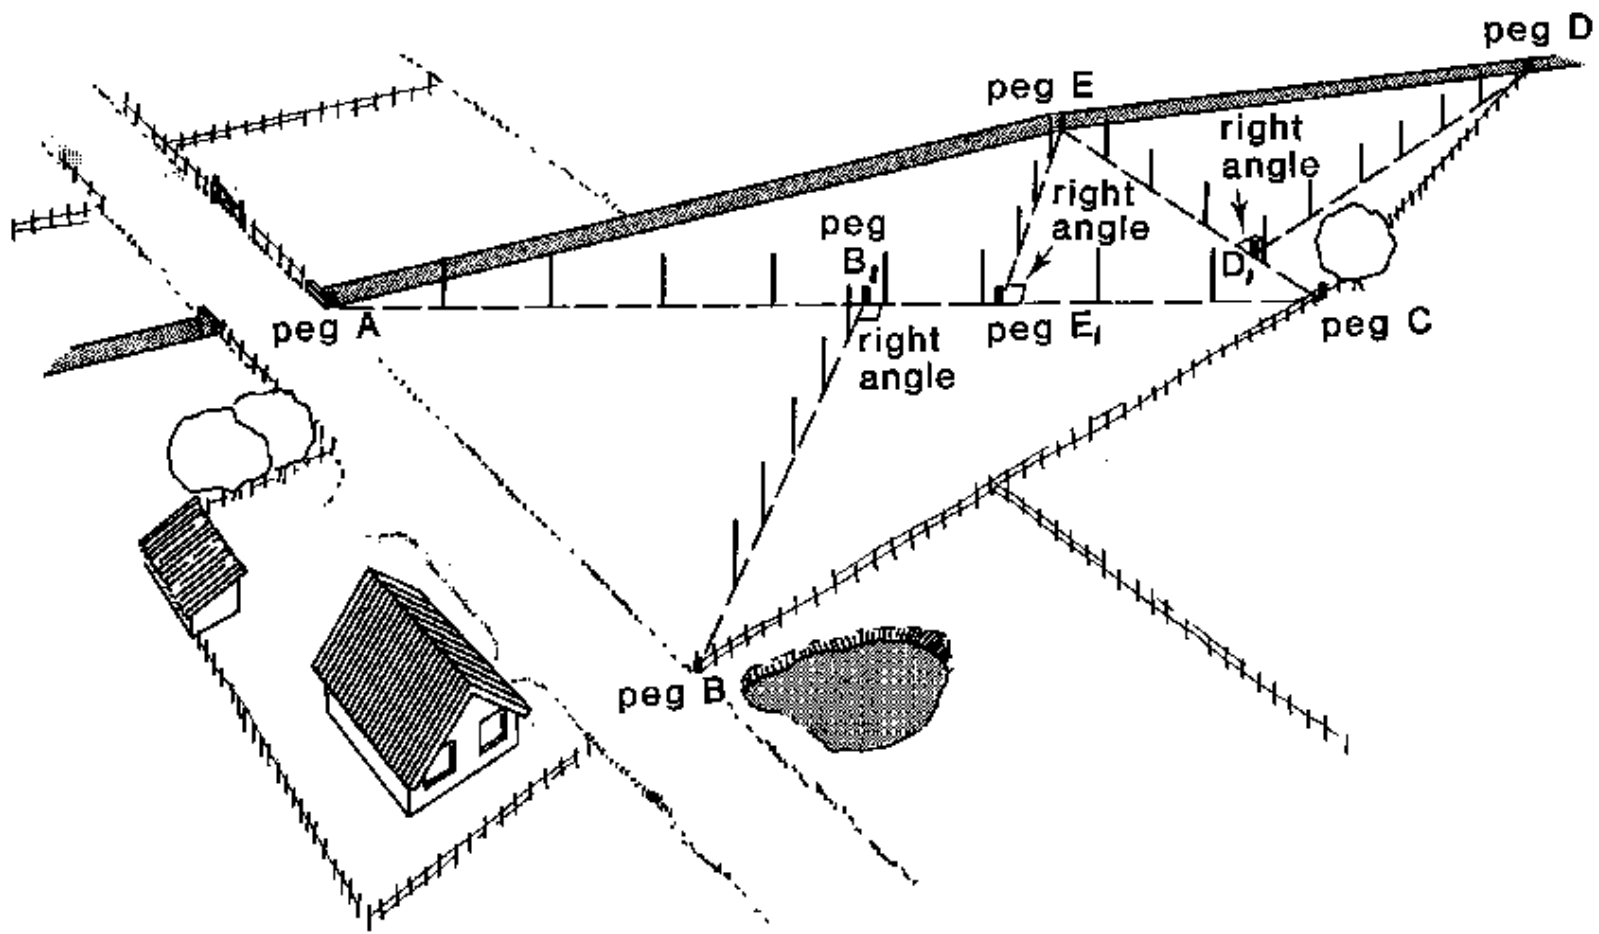 peg D
peg E
right
angle
right
angle
peg
B₁
D₁
peg A
peg E₁
peg C
right
angle
peg B